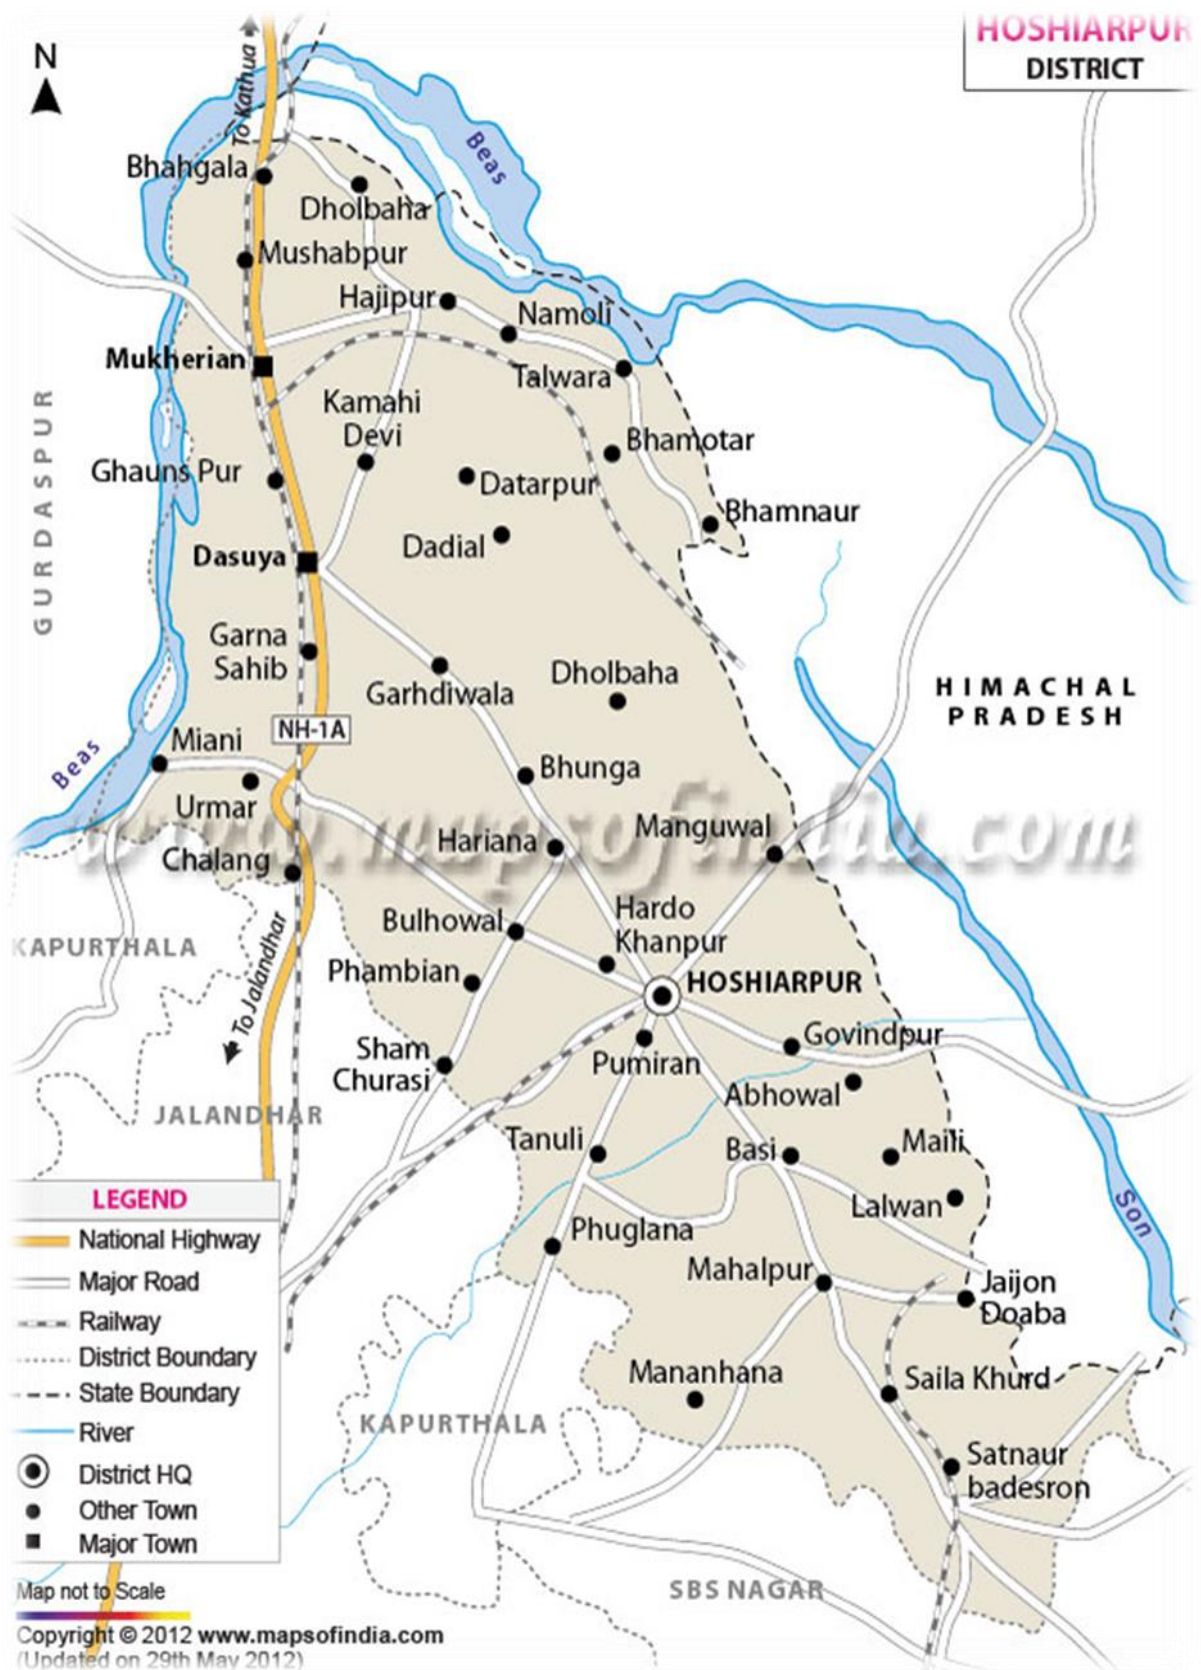 HOSHIARPUR
DISTRICT
N
To Kathua
Beas
Bhahgala
Dholbaha
Mushabpur
Hajipur
Namoli
Mukherian
Talwara
Kamahi
Devi
Bhamotar
GURDASPUR
Ghauns Pur
Datarpur
Bhamnaur
Dadial
Dasuya
Garna
Sahib
Dholbaha
Garhdiwala
HIMACHAL
PRADESH
NH-1A
Miani
Beas
Bhunga
Urmar
www.mapsofindia.com
Manguwal
Hariana
Chalang
Hardo
Khanpur
Bulhowal
KAPURTHALA
To Jalandhar
Phambian
HOSHIARPUR
Govindpur
Sham
Churasi
Pumiran
Abhowal
JALANDHAR
Tanuli
Basi
Maili
Lalwan
Son
Phuglana
Mahalpur
Jaijon
Doaba
Mananhana
Saila Khurd
KAPURTHALA
Satnaur
badesron
SBS NAGAR
LEGEND
National Highway
Major Road
Railway
District Boundary
State Boundary
River
District HQ
Other Town
Major Town
Map not to Scale
Copyright © 2012 www.mapsofindia.com
(Updated on 29th May 2012)